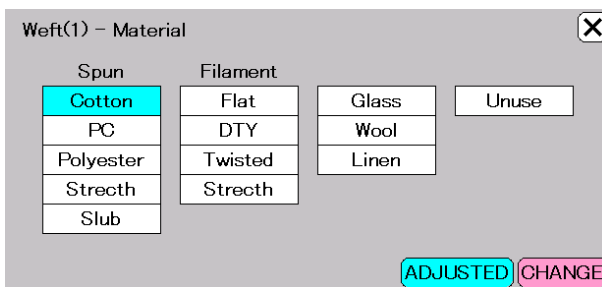 Weft(1) - Material
Spun Filament
Cotton Flat Glass Unuse
PC DTY Wool
Polyester Twisted Linen
Strecth Strecth
Slub
ADJUSTED CHANGE